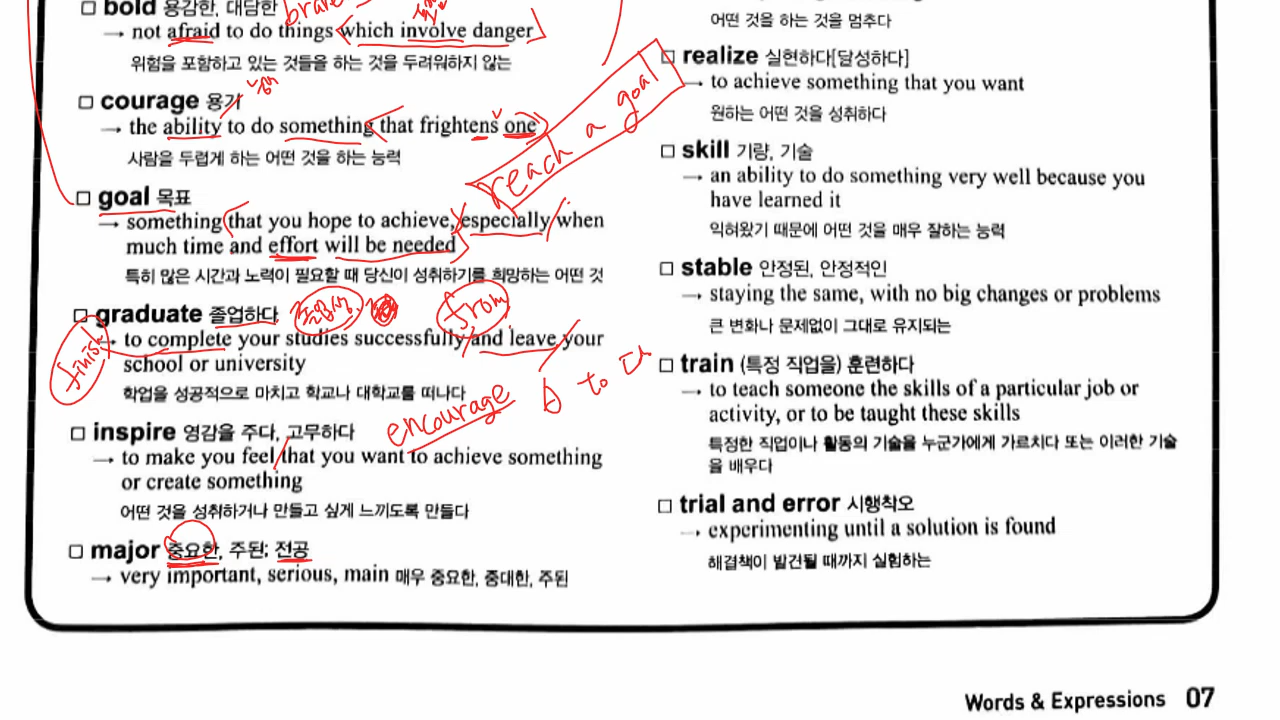 bold 용감한, 대담한
brave
→ not afraid to do things which involve danger
위험을 포함하고 있는 것들을 하는 것을 두려워하지 않는
courage 용기
→ the ability to do something that frightens one
사람을 두렵게 하는 어떤 것을 하는 능력
reach a goal
goal 목표
→ something that you hope to achieve, especially when
much time and effort will be needed
특히 많은 시간과 노력이 필요할 때 당신이 성취하기를 희망하는 어떤 것
graduate 졸업하다
졸업생
from
finish
→ to complete your studies successfully and leave your
school or university
학업을 성공적으로 마치고 학교나 대학교를 떠나다
encourage A to
inspire 영감을 주다, 고무하다
→ to make you feel that you want to achieve something
or create something
어떤 것을 성취하거나 만들고 싶게 느끼도록 만들다
major 중요한, 주된; 전공
→ very important, serious, main 매우 중요한, 중대한, 주된
어떤 것을 하는 것을 멈추다
realize 실현하다[달성하다]
→ to achieve something that you want
원하는 어떤 것을 성취하다
skill 기량, 기술
→ an ability to do something very well because you
have learned it
익혀왔기 때문에 어떤 것을 매우 잘하는 능력
stable 안정된, 안정적인
→ staying the same, with no big changes or problems
큰 변화나 문제없이 그대로 유지되는
train (특정 직업을) 훈련하다
→ to teach someone the skills of a particular job or
activity, or to be taught these skills
특정한 직업이나 활동의 기술을 누군가에게 가르치다 또는 이러한 기술
을 배우다
trial and error 시행착오
→ experimenting until a solution is found
해결책이 발견될 때까지 실험하는
Words & Expressions 07